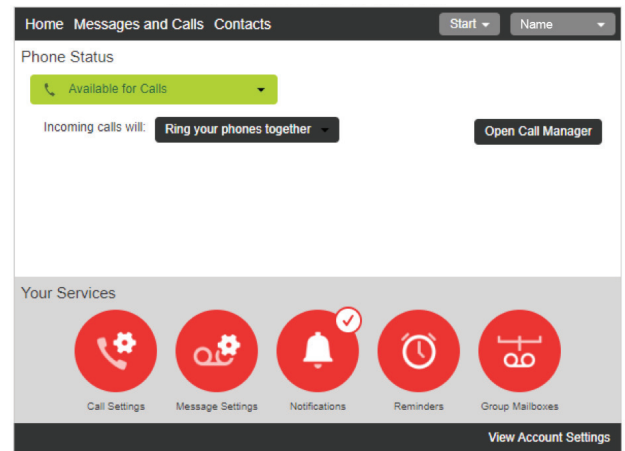 Home Messages and Calls Contacts Start Name
Phone Status
Available for Calls
Incoming calls will: Ring your phones together Open Call Manager
Your Services
Call Settings Message Settings Notifications Reminders Group Mailboxes
View Account Settings